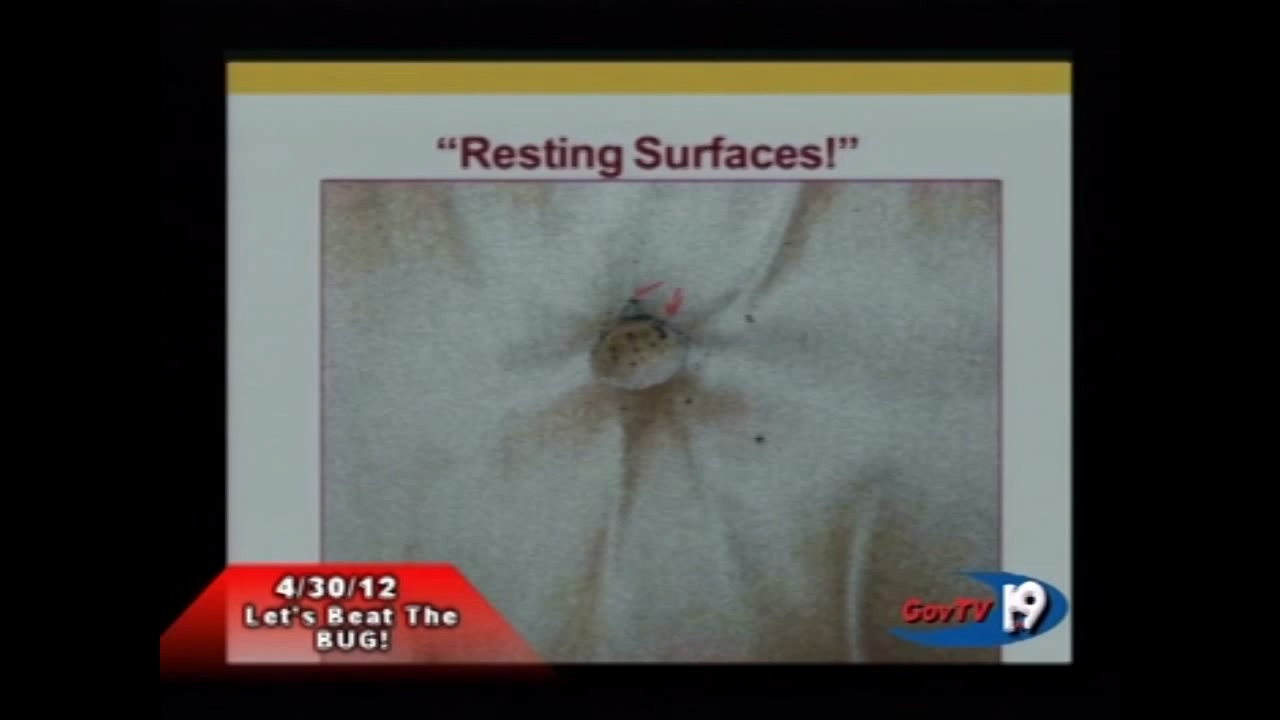 “Resting Surfaces!”
4/30/12
Let's Beat The
BUG!
GovTV 19